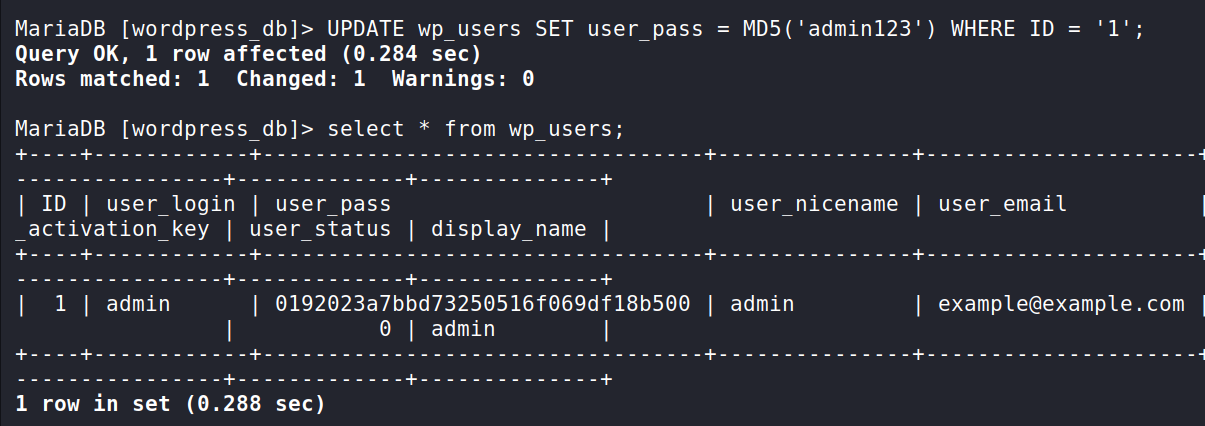 MariaDB [wordpress_db]> UPDATE wp_users SET user_pass = MD5('admin123') WHERE ID = '1';
Query OK, 1 row affected (0.284 sec)
Rows matched: 1  Changed: 1  Warnings: 0

MariaDB [wordpress_db]> select * from wp_users;
+----+------------+----------------------------------+---------------+---------------------+
----------------+-------------+--------------+
| ID | user_login | user_pass                        | user_nicename | user_email          |
_activation_key | user_status | display_name |
+----+------------+----------------------------------+---------------+---------------------+
----------------+-------------+--------------+
|  1 | admin      | 0192023a7bbd73250516f069df18b500 | admin         | example@example.com |
                |           0 | admin        |
+----+------------+----------------------------------+---------------+---------------------+
----------------+-------------+--------------+
1 row in set (0.288 sec)